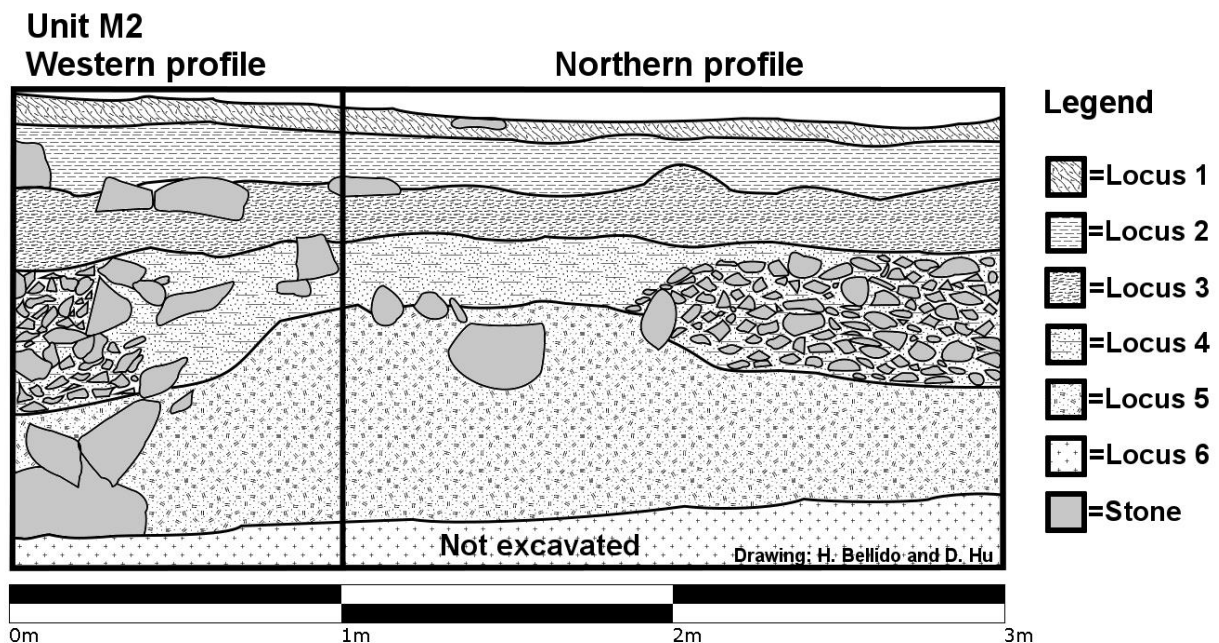 Unit M2
Western profile
Northern profile
Legend
=Locus 1
=Locus 2
=Locus 3
=Locus 4
=Locus 5
=Locus 6
=Stone
Not excavated
Drawing: H. Bellido and D. Hu
0m 1m 2m 3m